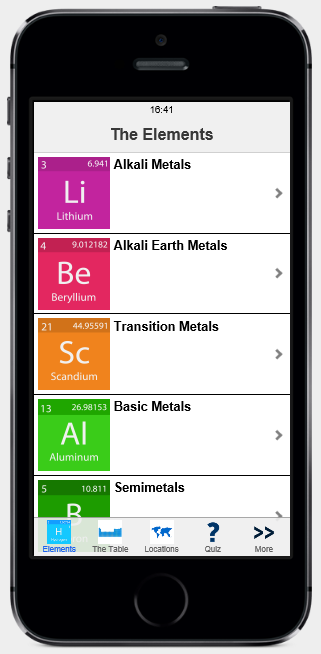 16:41
The Elements
3 6.941
Li
Lithium
Alkali Metals
4 9.012182
Be
Beryllium
Alkali Earth Metals
21 44.95591
Sc
Scandium
Transition Metals
13 26.98153
Al
Aluminum
Basic Metals
5 10.811
B
Semimetals
H
Elements
The Table
Locations
?
Quiz
>>
More